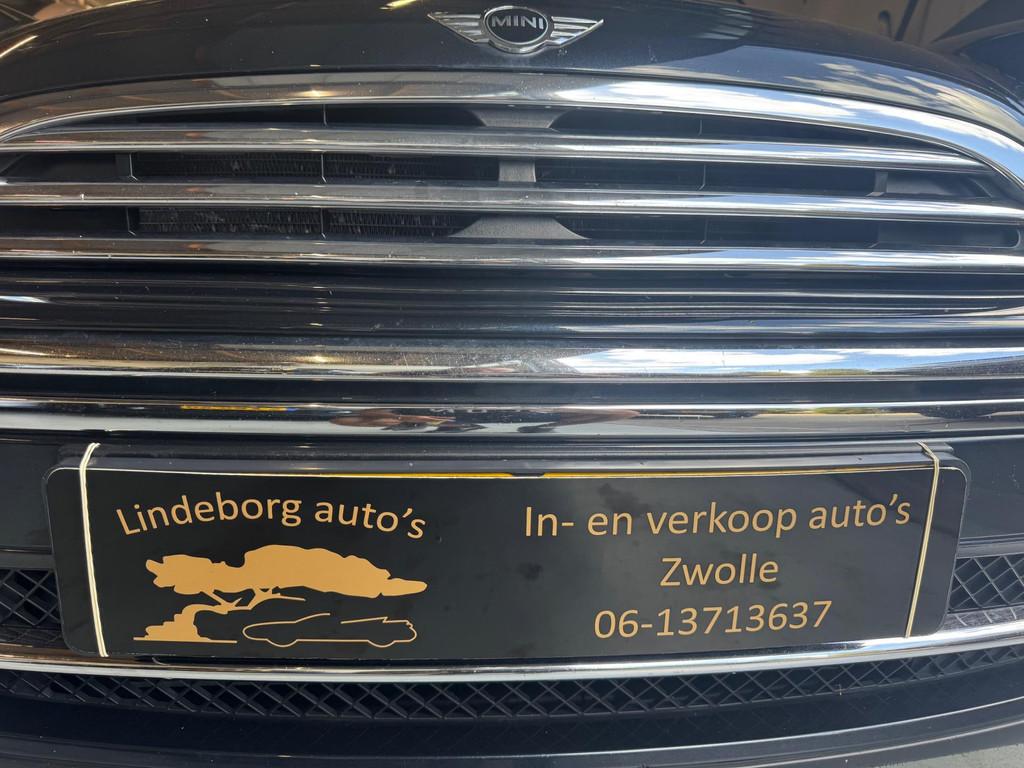 MINI
Lindeborg auto's
In- en verkoop auto's
Zwolle
06-13713637